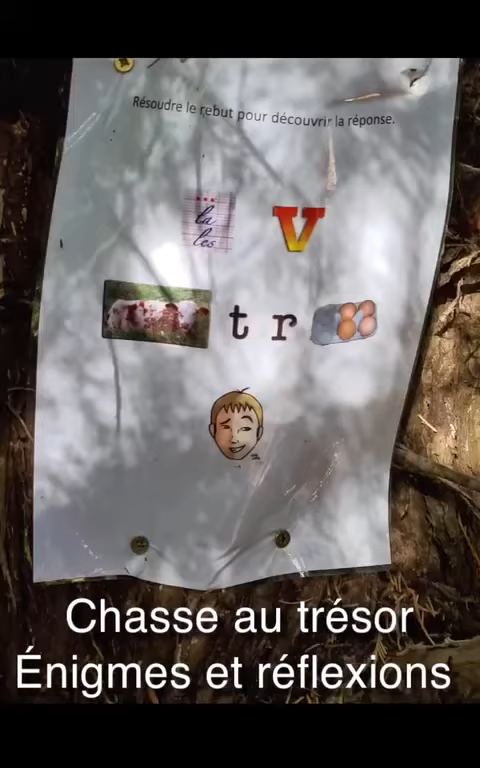 Résoudre le rebut pour découvrir la réponse.
la
les
V
t r
Chasse au trésor
Énigmes et réflexions